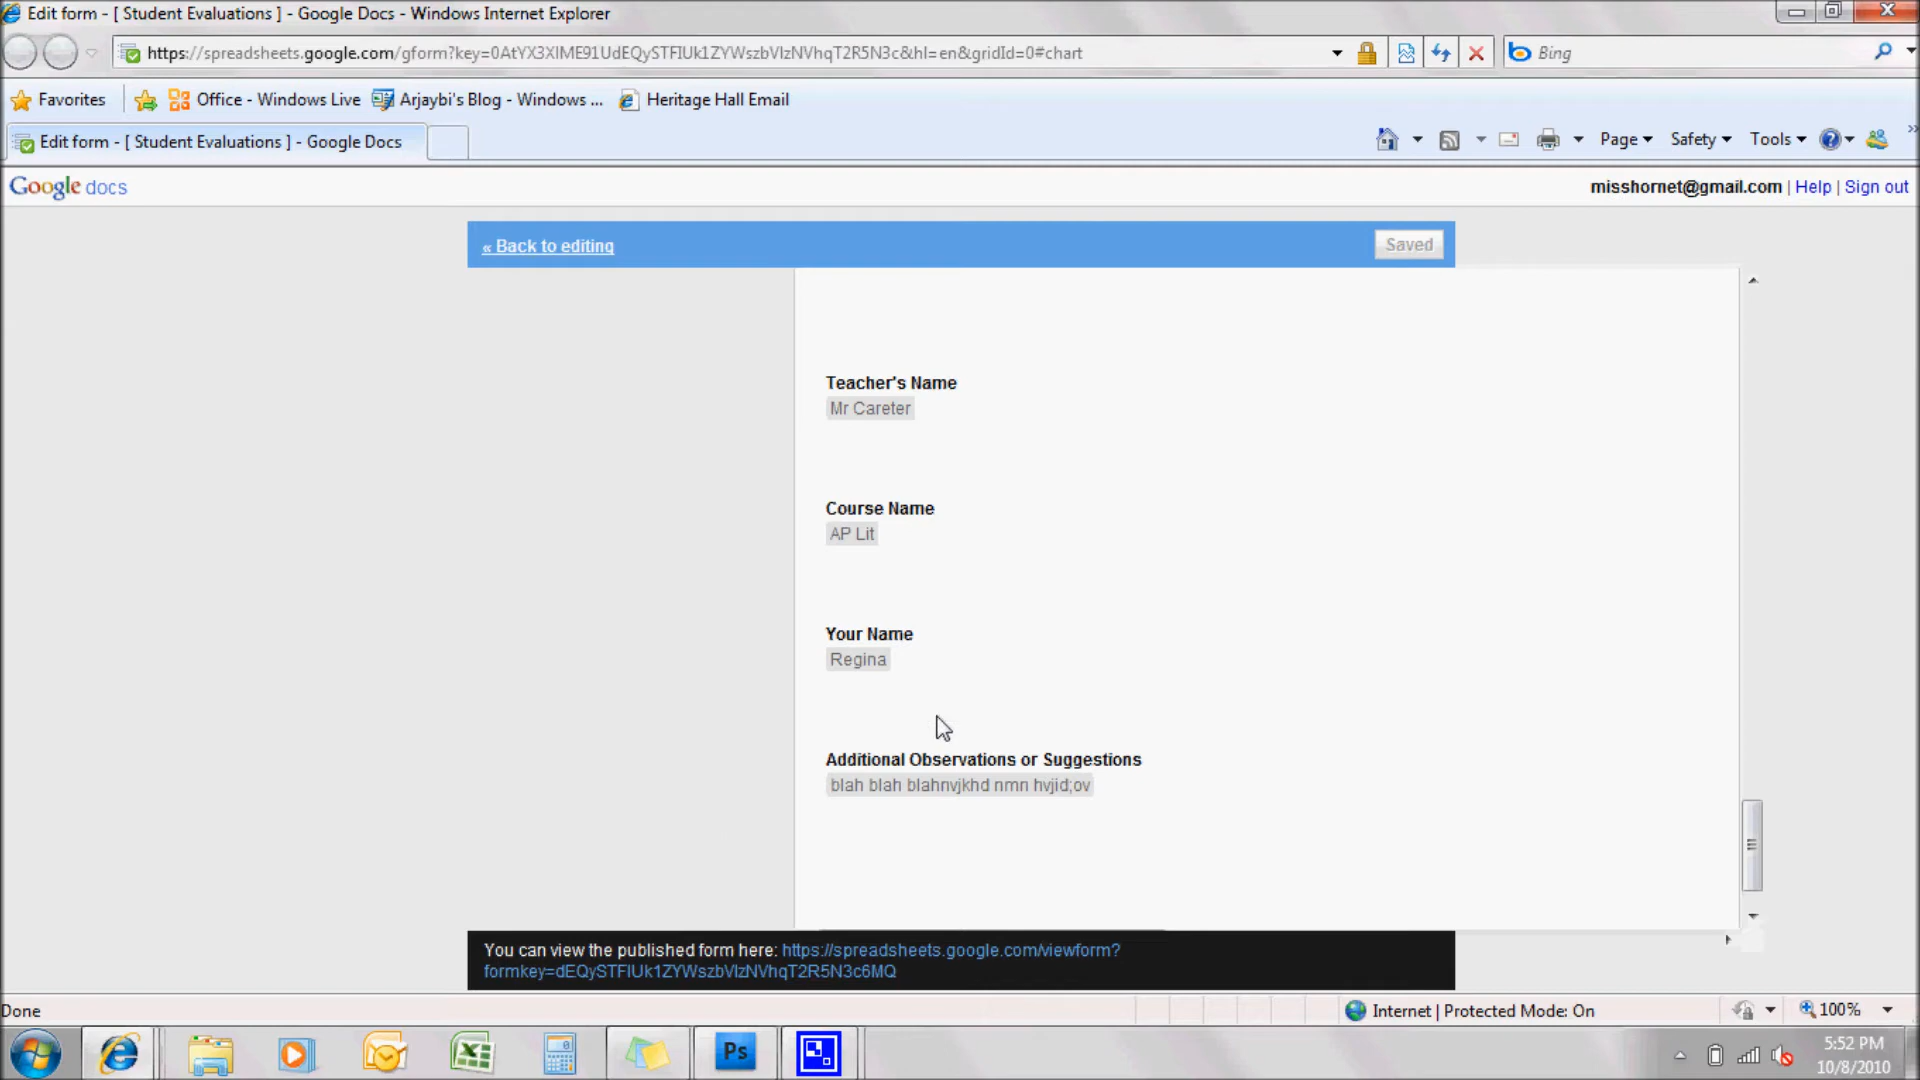 Edit form - [ Student Evaluations ] - Google Docs - Windows Internet Explorer
https://spreadsheets.google.com/gform?key=0AtYX3XIME91UdEQySTFIUk1ZYWszbVIzNVhqT2R5N3c&hl=en&gridId=0#chart
Bing
Favorites
Office - Windows Live
Arjaybi's Blog - Windows ...
Heritage Hall Email
Edit form - [ Student Evaluations ] - Google Docs
Page
Safety
Tools
Google docs
misshornet@gmail.com | Help | Sign out
« Back to editing
Saved
Teacher's Name
Mr Careter
Course Name
AP Lit
Your Name
Regina
Additional Observations or Suggestions
blah blah blahnvjkhd nmn hvjid;ov
You can view the published form here: https://spreadsheets.google.com/viewform?
formkey=dEQySTFIUk1ZYWszbVIzNVhqT2R5N3c6MQ
Done
Internet | Protected Mode: On
100%
Ps
5:52 PM
10/8/2010